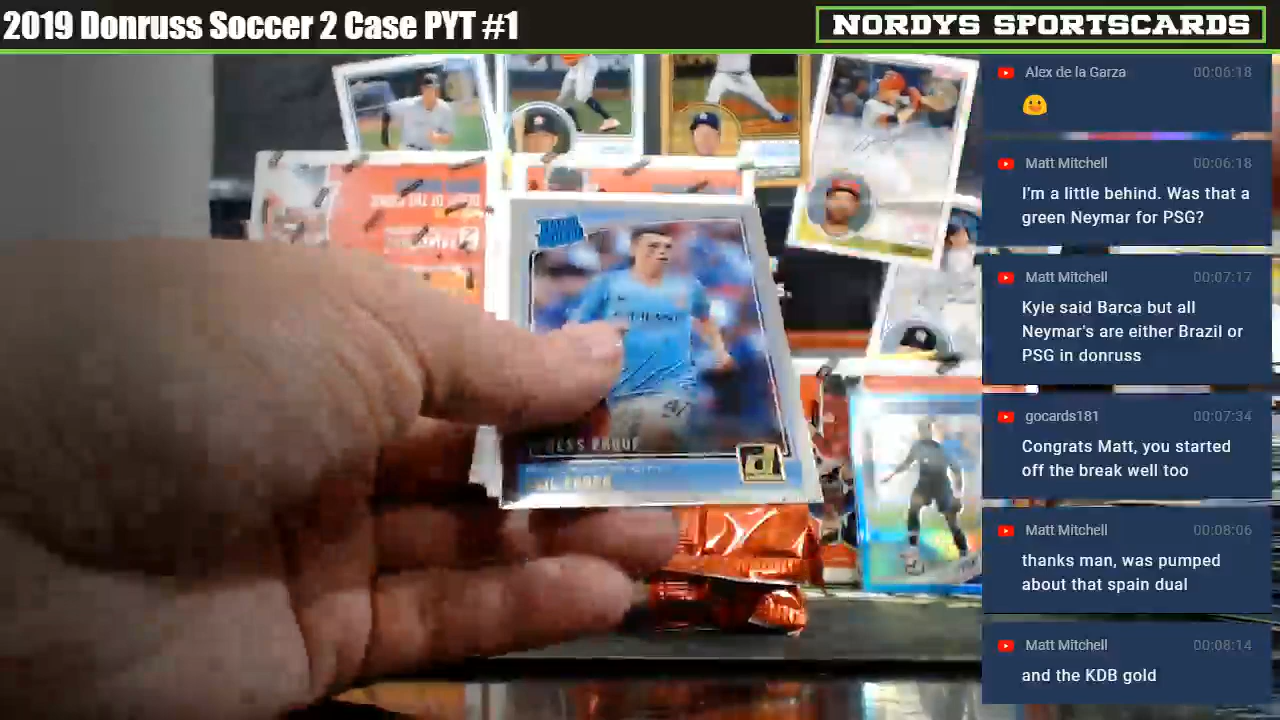 2019 Donruss Soccer 2 Case PYT #1
NORDYS SPORTSCARDS
Alex de la Garza 00:06:18
Matt Mitchell 00:06:18
I'm a little behind. Was that a
green Neymar for PSG?
Matt Mitchell 00:07:17
Kyle said Barca but all
Neymar's are either Brazil or
PSG in donruss
gocards181 00:07:34
Congrats Matt, you started
off the break well too
Matt Mitchell 00:08:06
thanks man, was pumped
about that spain dual
Matt Mitchell 00:08:14
and the KDB gold
PROOF